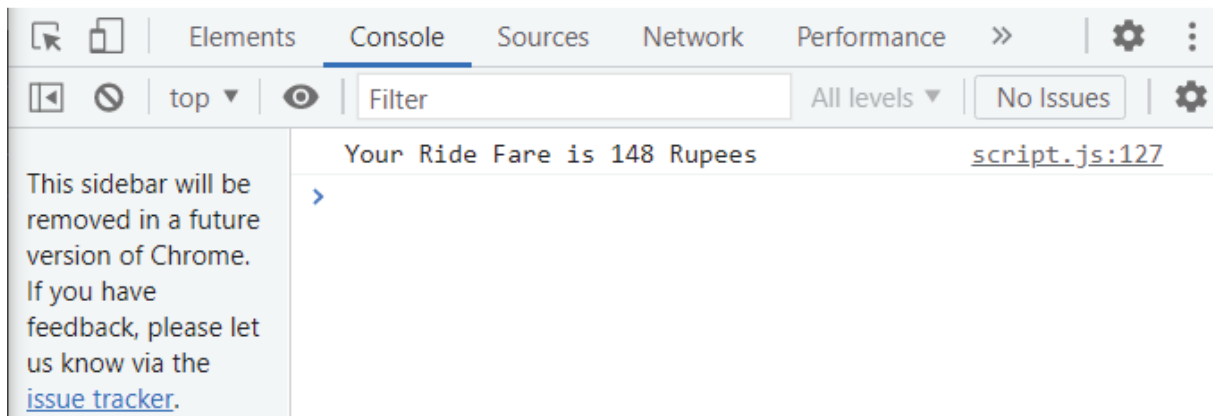 Elements Console Sources Network Performance »
top ▼ Filter All levels ▼ No Issues
Your Ride Fare is 148 Rupees script.js:127
This sidebar will be
removed in a future
version of Chrome.
If you have
feedback, please let
us know via the
issue tracker.